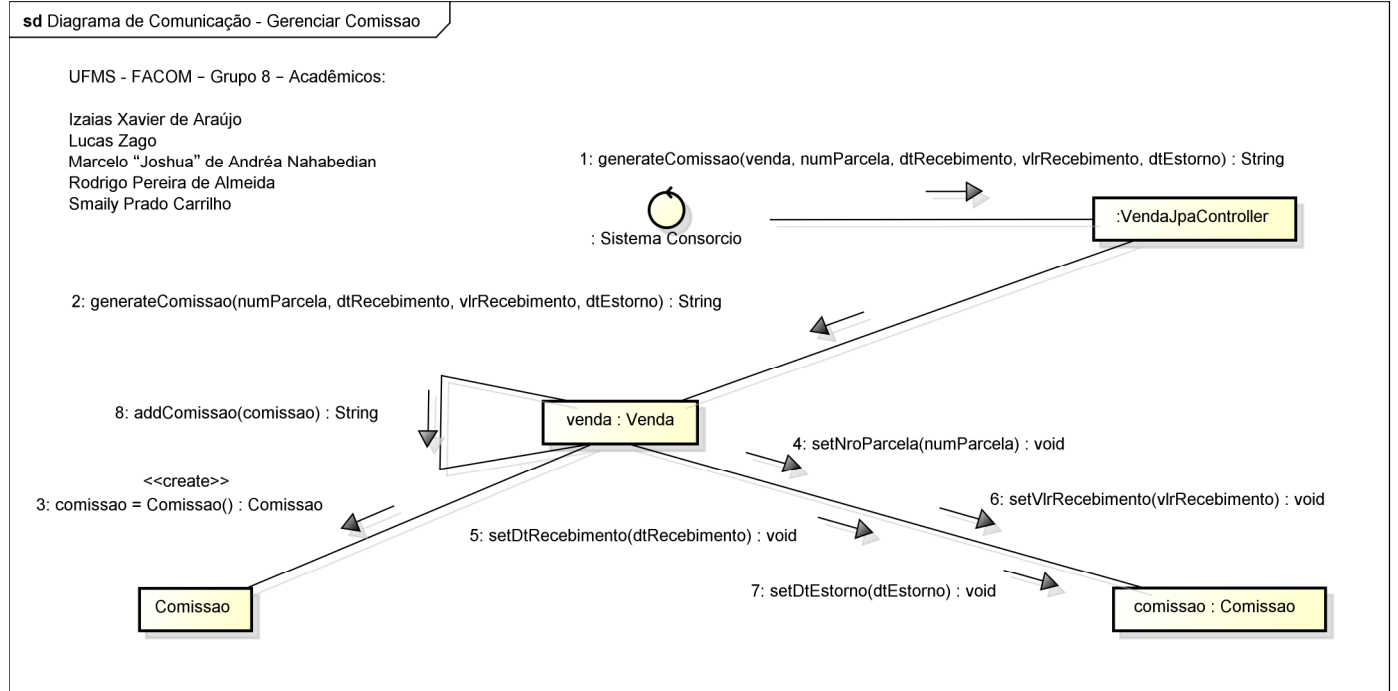 sd Diagrama de Comunicação - Gerenciar Comissao
UFMS - FACOM – Grupo 8 – Acadêmicos:
Izaias Xavier de Araújo
Lucas Zago
Marcelo “Joshua” de Andréa Nahabedian
Rodrigo Pereira de Almeida
Smaily Prado Carrilho
1: generateComissao(venda, numParcela, dtRecebimento, vlrRecebimento, dtEstorno) : String
:VendaJpaController
: Sistema Consorcio
2: generateComissao(numParcela, dtRecebimento, vlrRecebimento, dtEstorno) : String
8: addComissao(comissao) : String
venda : Venda
4: setNroParcela(numParcela) : void
<<create>>
3: comissao = Comissao() : Comissao
6: setVlrRecebimento(vlrRecebimento) : void
5: setDtRecebimento(dtRecebimento) : void
7: setDtEstorno(dtEstorno) : void
Comissao
comissao : Comissao